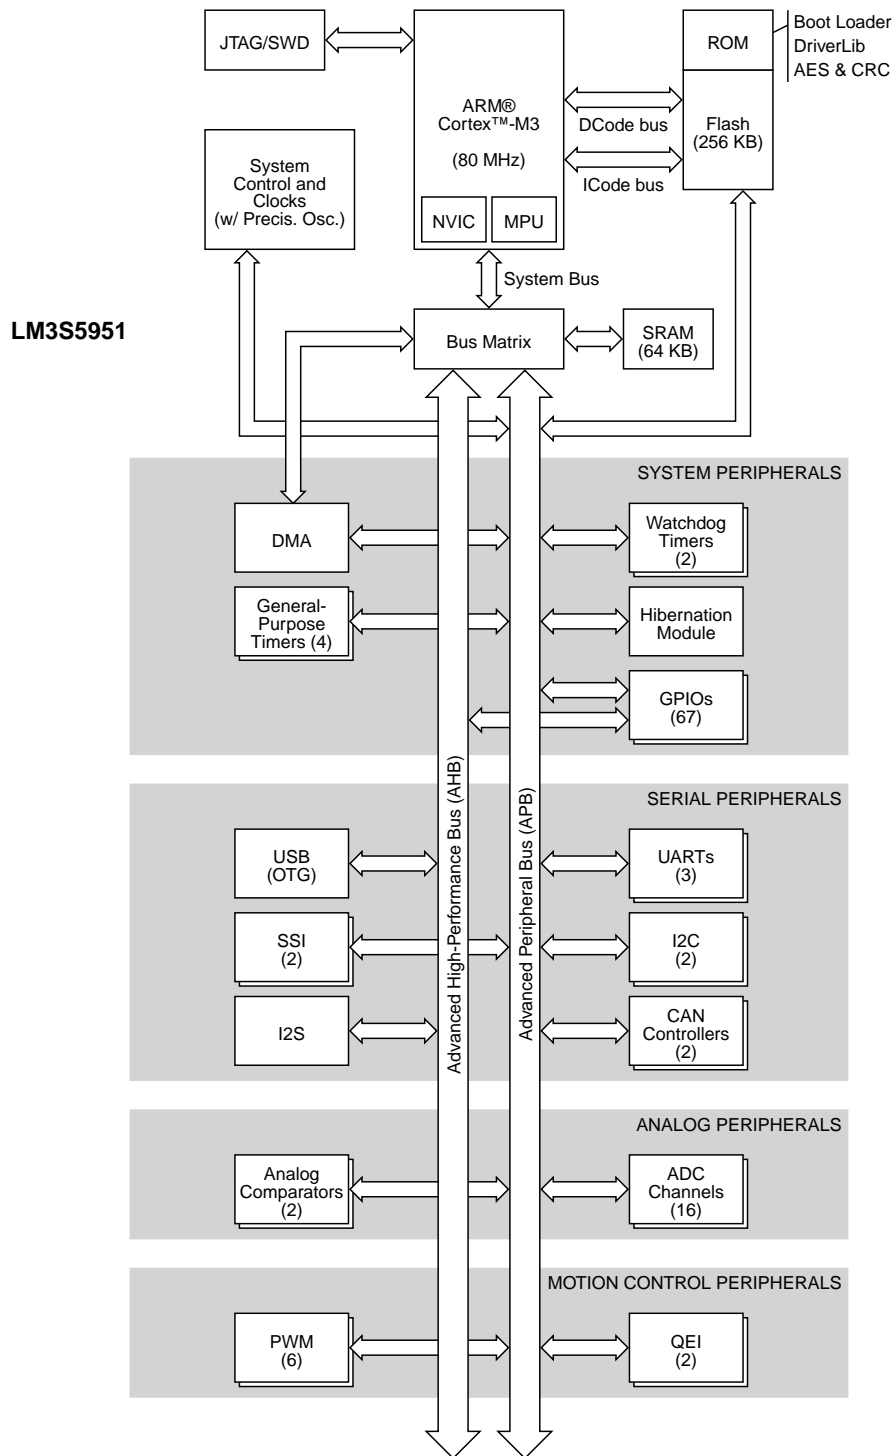 JTAG/SWD
ARM®
Cortex™-M3
(80 MHz)
NVIC
MPU
ROM
Boot Loader
DriverLib
AES & CRC
Flash
(256 KB)
DCode bus
ICode bus
System
Control and
Clocks
(w/ Precis. Osc.)
System Bus
LM3S5951
Bus Matrix
SRAM
(64 KB)
SYSTEM PERIPHERALS
DMA
Watchdog
Timers
(2)
General-
Purpose
Timers (4)
Hibernation
Module
GPIOs
(67)
Advanced High-Performance Bus (AHB)
Advanced Peripheral Bus (APB)
SERIAL PERIPHERALS
USB
(OTG)
UARTs
(3)
SSI
(2)
I2C
(2)
I2S
CAN
Controllers
(2)
ANALOG PERIPHERALS
Analog
Comparators
(2)
ADC
Channels
(16)
MOTION CONTROL PERIPHERALS
PWM
(6)
QEI
(2)